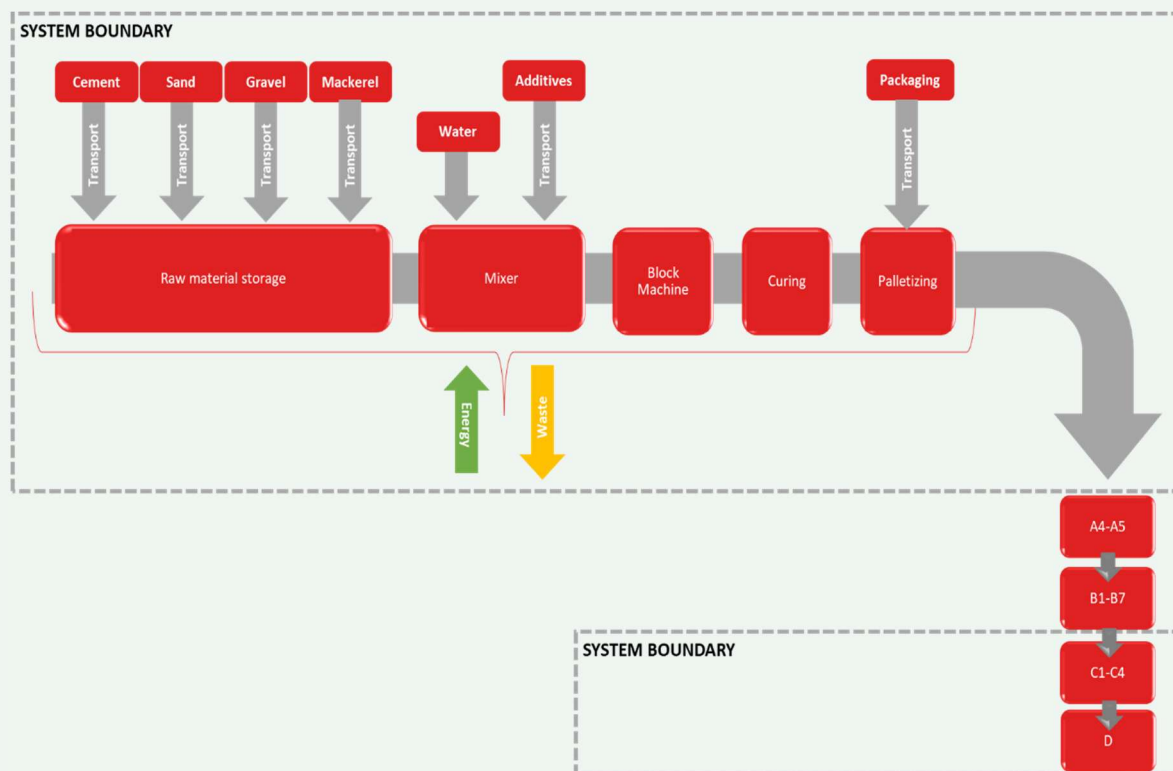 SYSTEM BOUNDARY
Cement
Sand
Gravel
Mackerel
Additives
Packaging
Water
Transport
Transport
Transport
Transport
Transport
Transport
Raw material storage
Mixer
Block
Machine
Curing
Palletizing
Energy
Waste
A4-A5
B1-B7
SYSTEM BOUNDARY
C1-C4
D